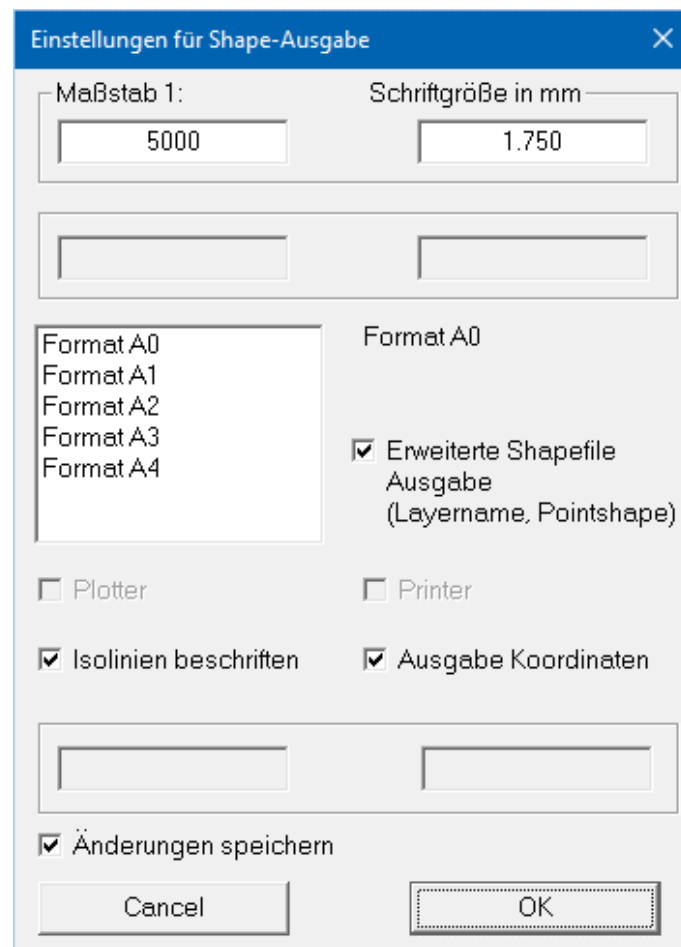 Einstellungen für Shape-Ausgabe
Maßstab 1:
Schriftgröße in mm
5000
1.750
Format A0
Format A1
Format A2
Format A3
Format A4
Format A0
Erweiterte Shapefile
Ausgabe
(Layername, Pointshape)
Plotter
Printer
Isolinien beschriften
Ausgabe Koordinaten
Änderungen speichern
Cancel
OK